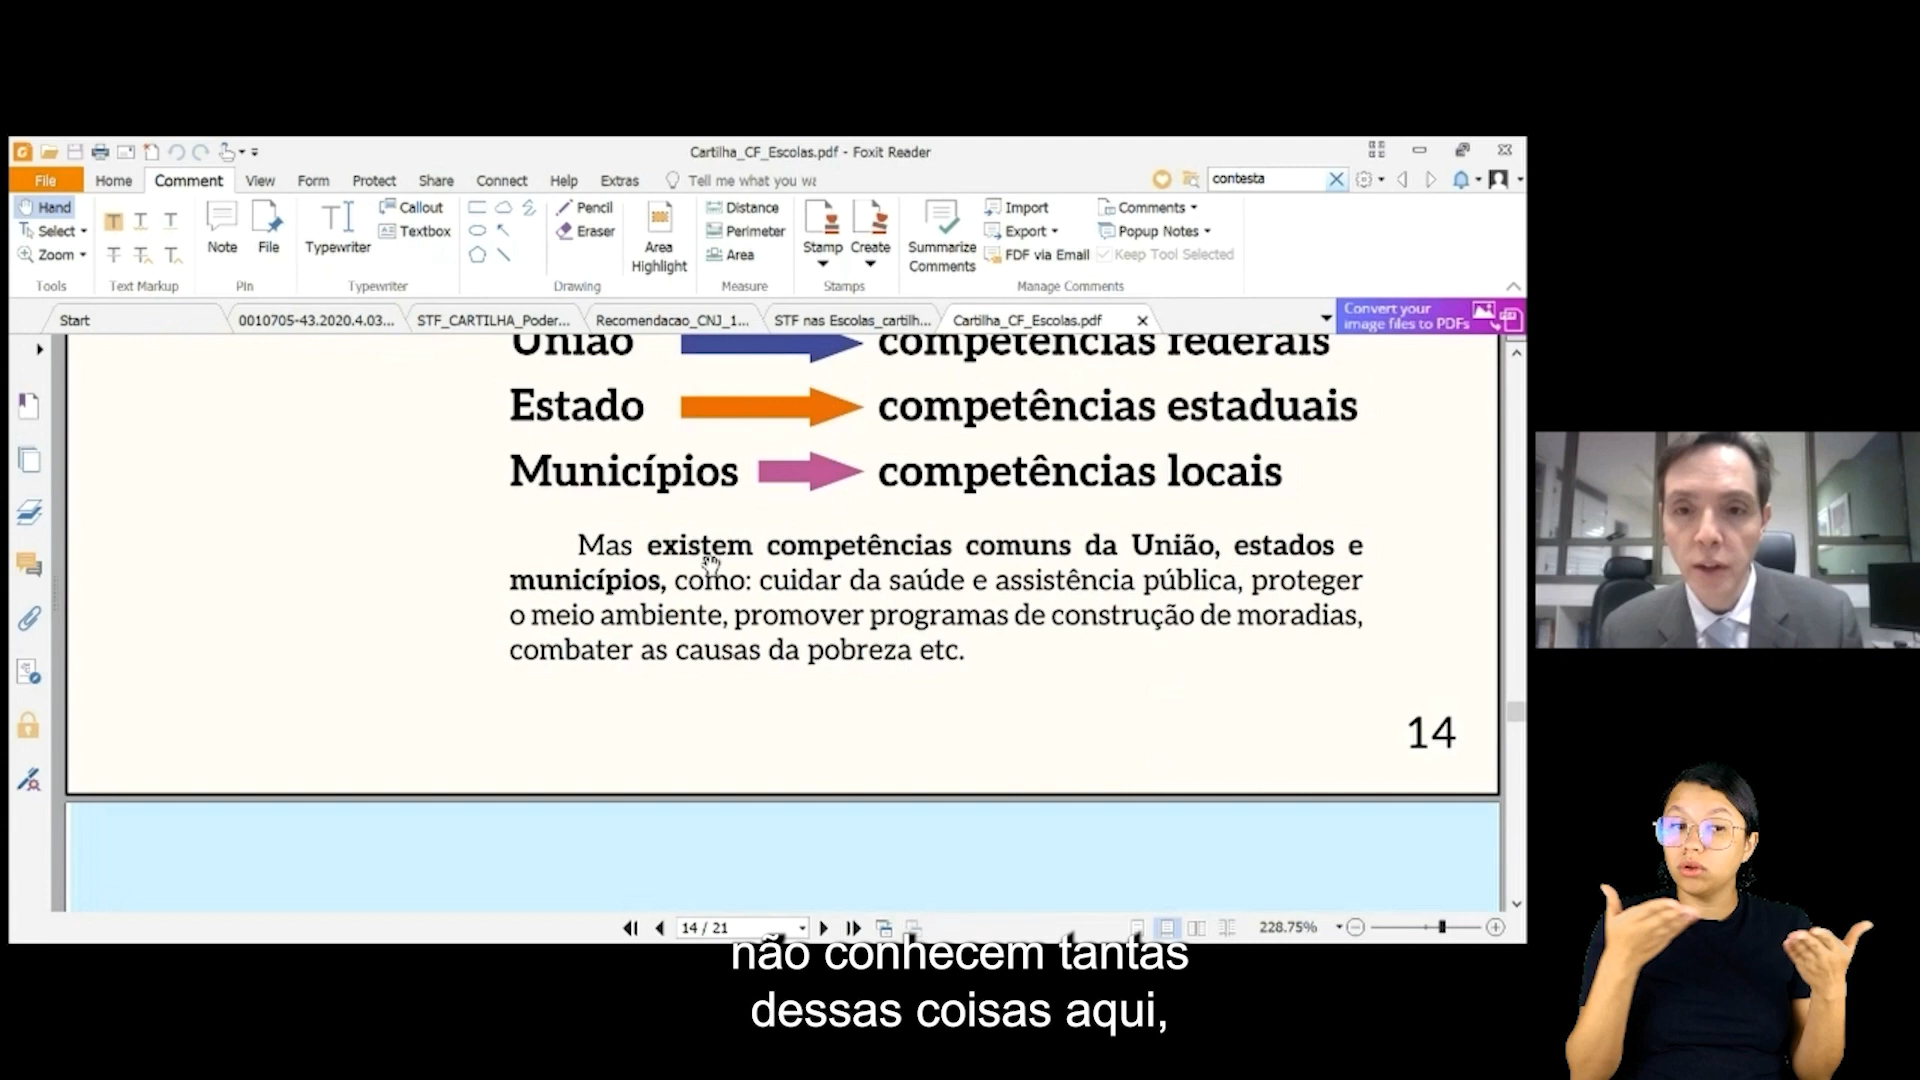 Cartilha_CF_Escolas.pdf - Foxit Reader
File Home Comment View Form Protect Share Connect Help Extras Tell me what you wa
contesta
Hand
Select
Zoom
Tools
Text Markup
Note
File
Pin
Typewriter
Callout
Textbox
Typewriter
Pencil
Eraser
Area
Highlight
Drawing
Distance
Perimeter
Area
Measure
Stamp
Create
Stamps
Summarize
Comments
Import
Export
FDF via Email
Comments
Popup Notes
Keep Tool Selected
Manage Comments
Start
0010705-43.2020.4.03...
STF_CARTILHA_Poder...
Recomendacao_CNJ_1...
STF nas Escolas_cartilh...
Cartilha_CF_Escolas.pdf
Convert your
image files to PDFs
União competências federais
Estado competências estaduais
Municípios competências locais
Mas existem competências comuns da União, estados e
municípios, como: cuidar da saúde e assistência pública, proteger
o meio ambiente, promover programas de construção de moradias,
combater as causas da pobreza etc.
14
14 / 21
228.75%
não conhecem tantas
dessas coisas aqui,